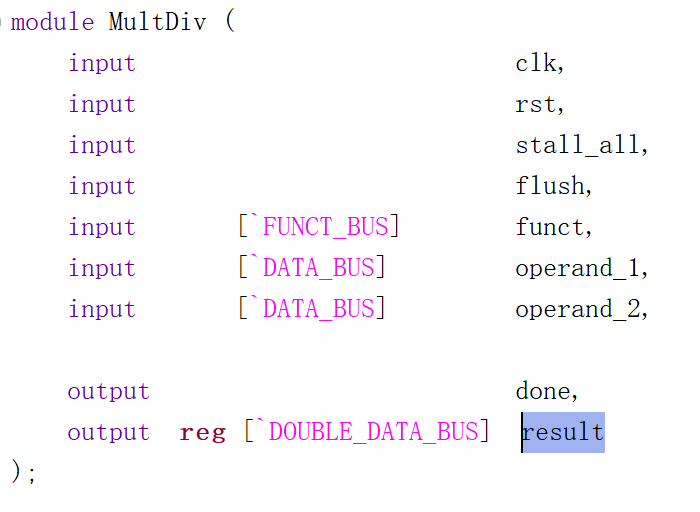 module MultDiv (
input clk,
input rst,
input stall_all,
input flush,
input [`FUNCT_BUS] funct,
input [`DATA_BUS] operand_1,
input [`DATA_BUS] operand_2,
output done,
output reg [`DOUBLE_DATA_BUS] result
);